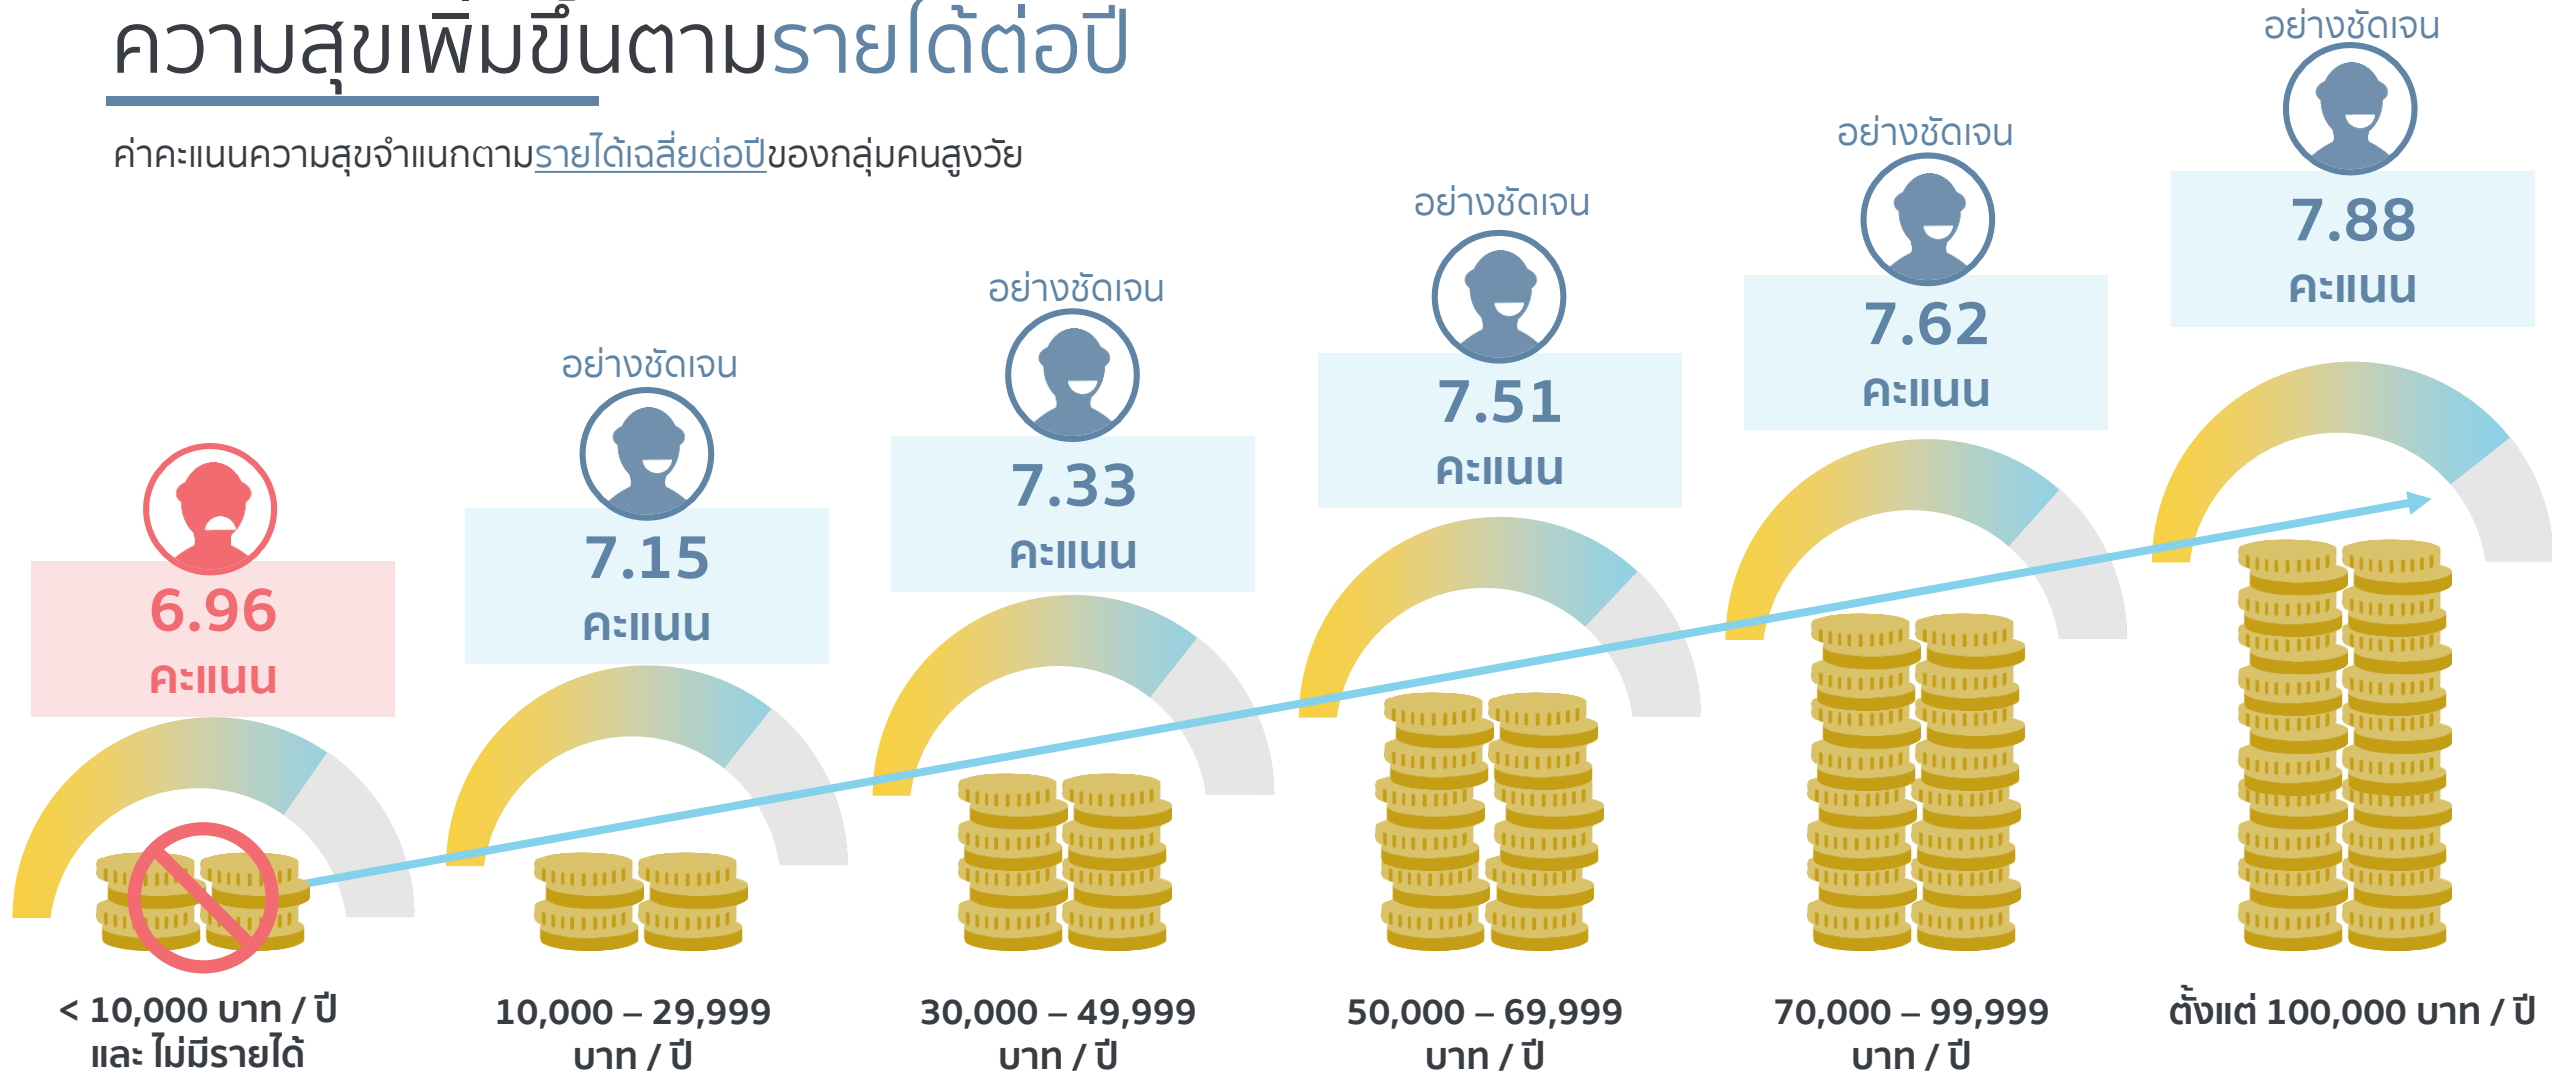 ความสุขเพิ่มขึ้นตามรายได้ต่อปี
ค่าคะแนนความสุขจำแนกตามรายได้เฉลี่ยต่อปีของกลุ่มคนสูงวัย
6.96
คะแนน
< 10,000 บาท / ปี
และ ไม่มีรายได้
อย่างชัดเจน
7.15
คะแนน
10,000 – 29,999
บาท / ปี
อย่างชัดเจน
7.33
คะแนน
30,000 – 49,999
บาท / ปี
อย่างชัดเจน
7.51
คะแนน
50,000 – 69,999
บาท / ปี
อย่างชัดเจน
7.62
คะแนน
70,000 – 99,999
บาท / ปี
อย่างชัดเจน
7.88
คะแนน
ตั้งแต่ 100,000 บาท / ปี